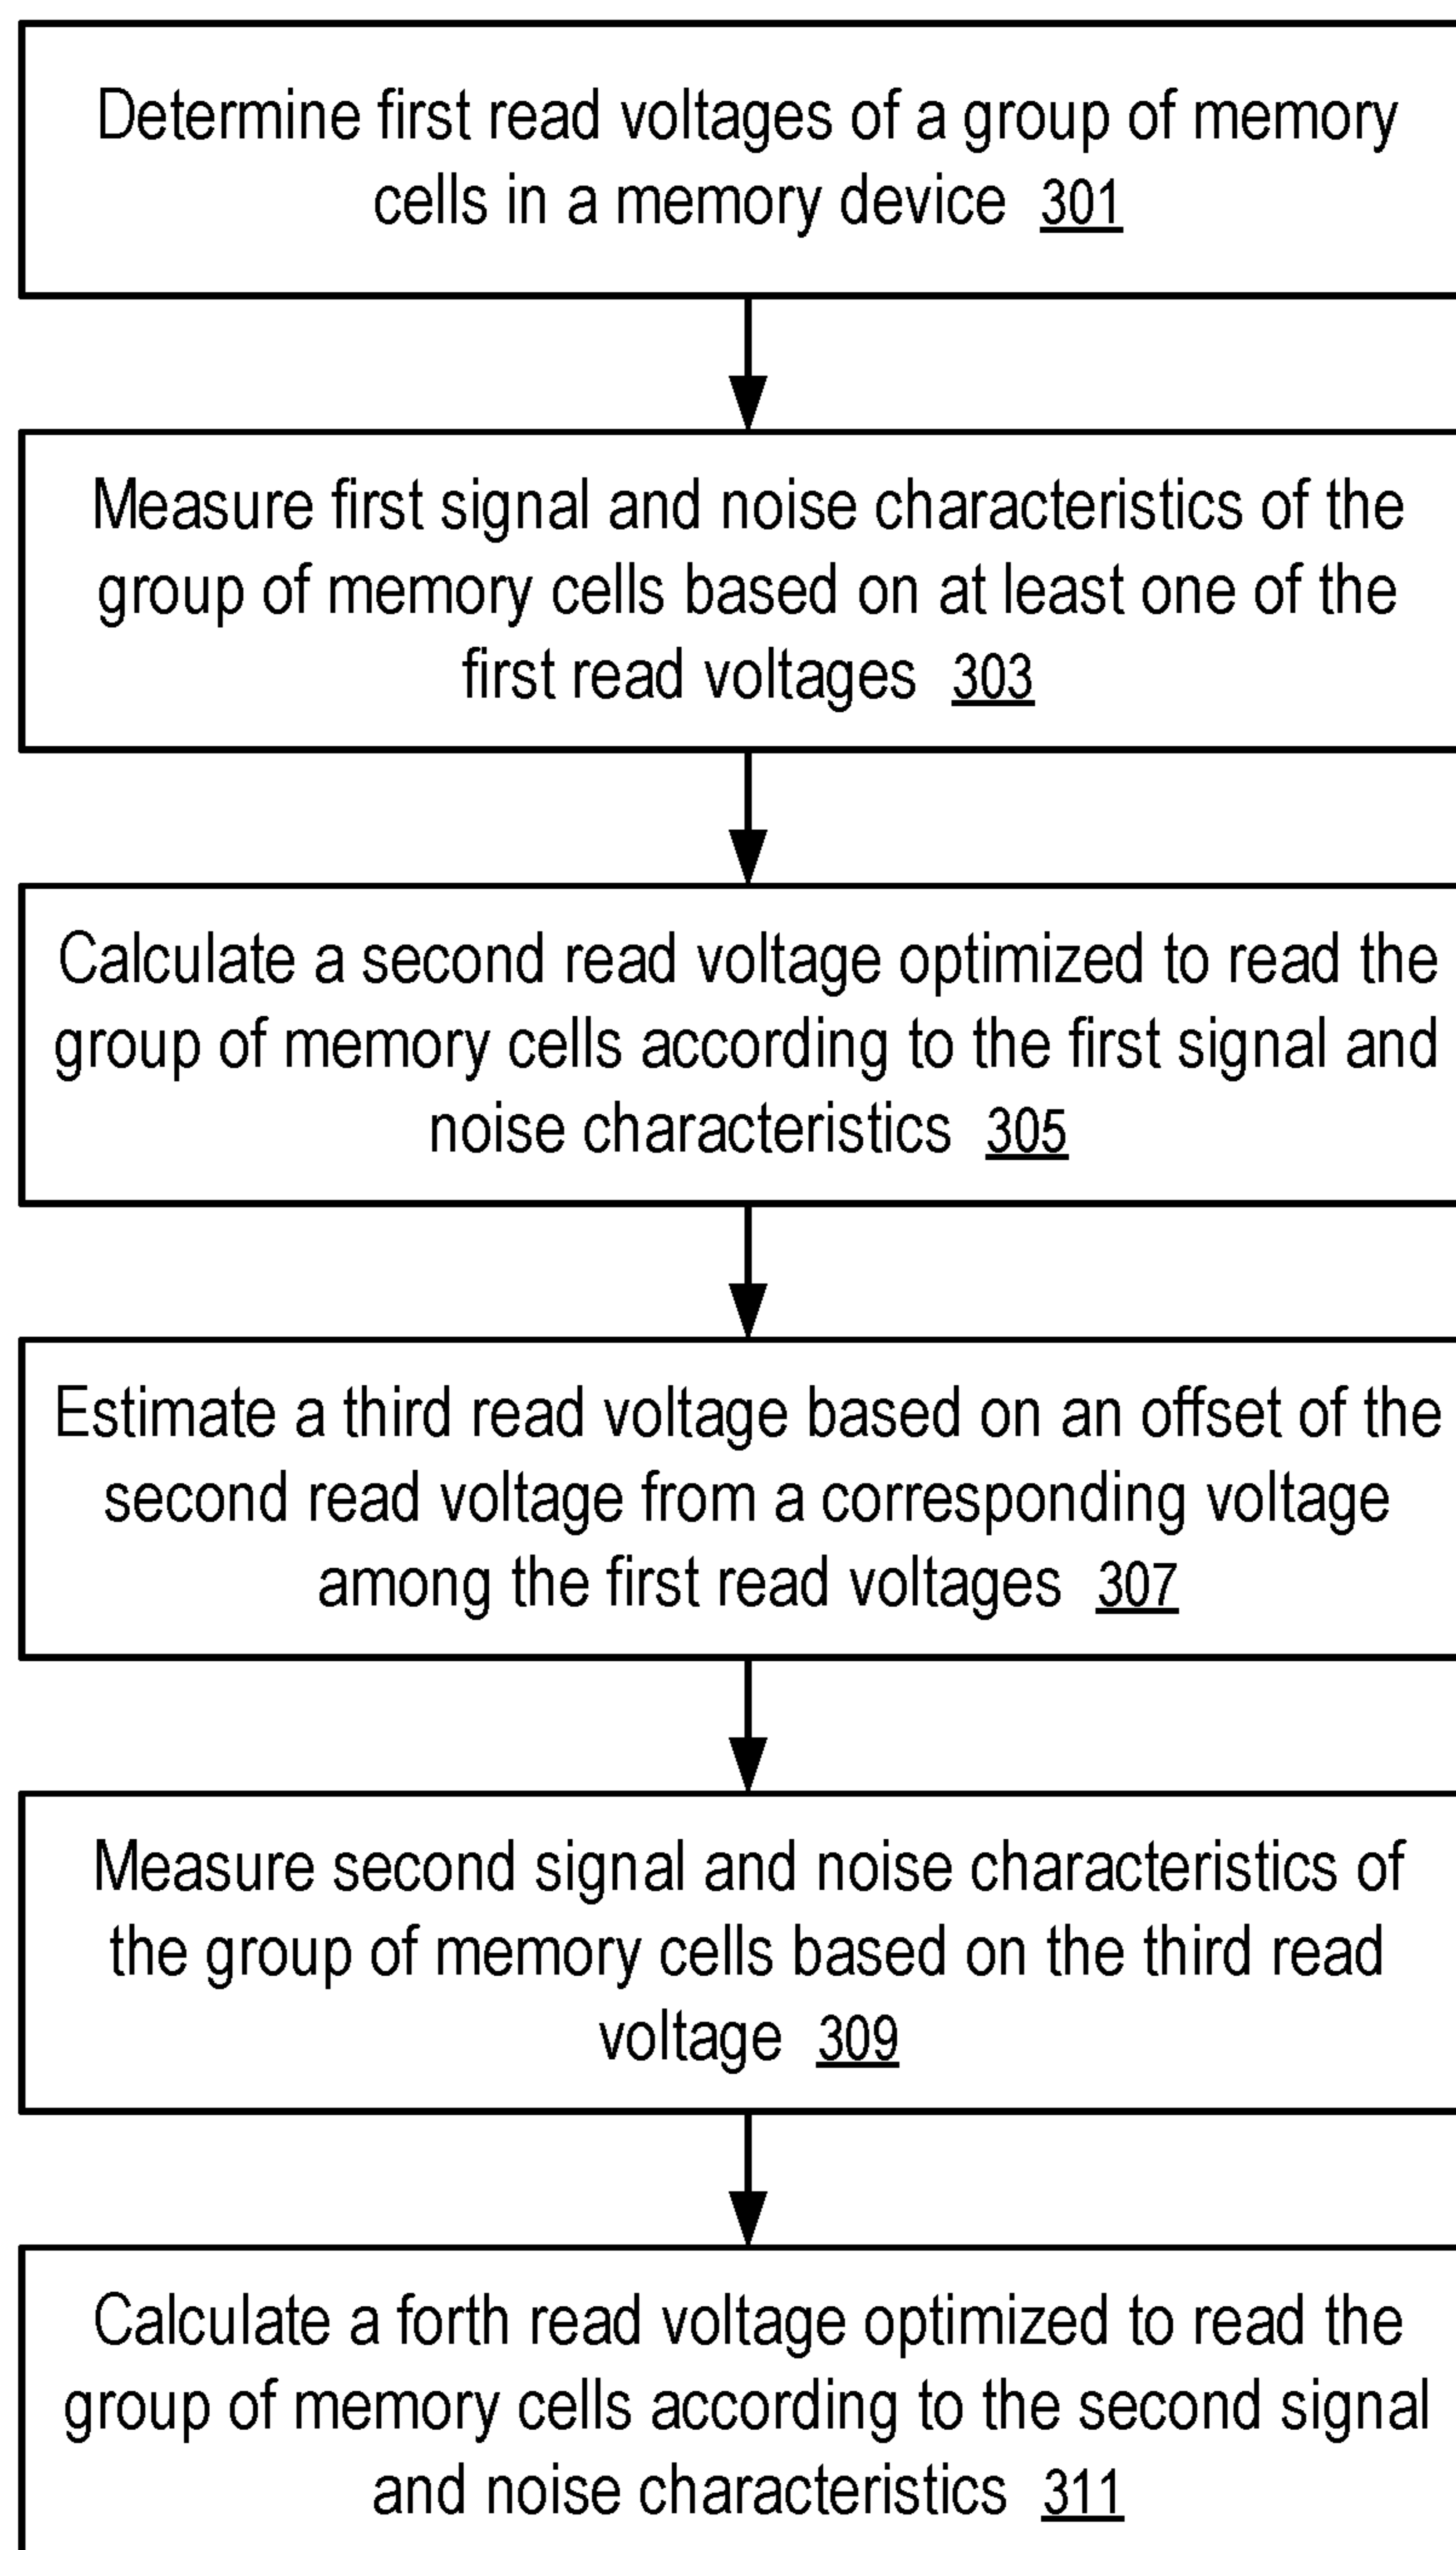 Determine first read voltages of a group of memory
cells in a memory device 301
Measure first signal and noise characteristics of the
group of memory cells based on at least one of the
first read voltages 303
Calculate a second read voltage optimized to read the
group of memory cells according to the first signal and
noise characteristics 305
Estimate a third read voltage based on an offset of the
second read voltage from a corresponding voltage
among the first read voltages 307
Measure second signal and noise characteristics of
the group of memory cells based on the third read
voltage 309
Calculate a forth read voltage optimized to read the
group of memory cells according to the second signal
and noise characteristics 311